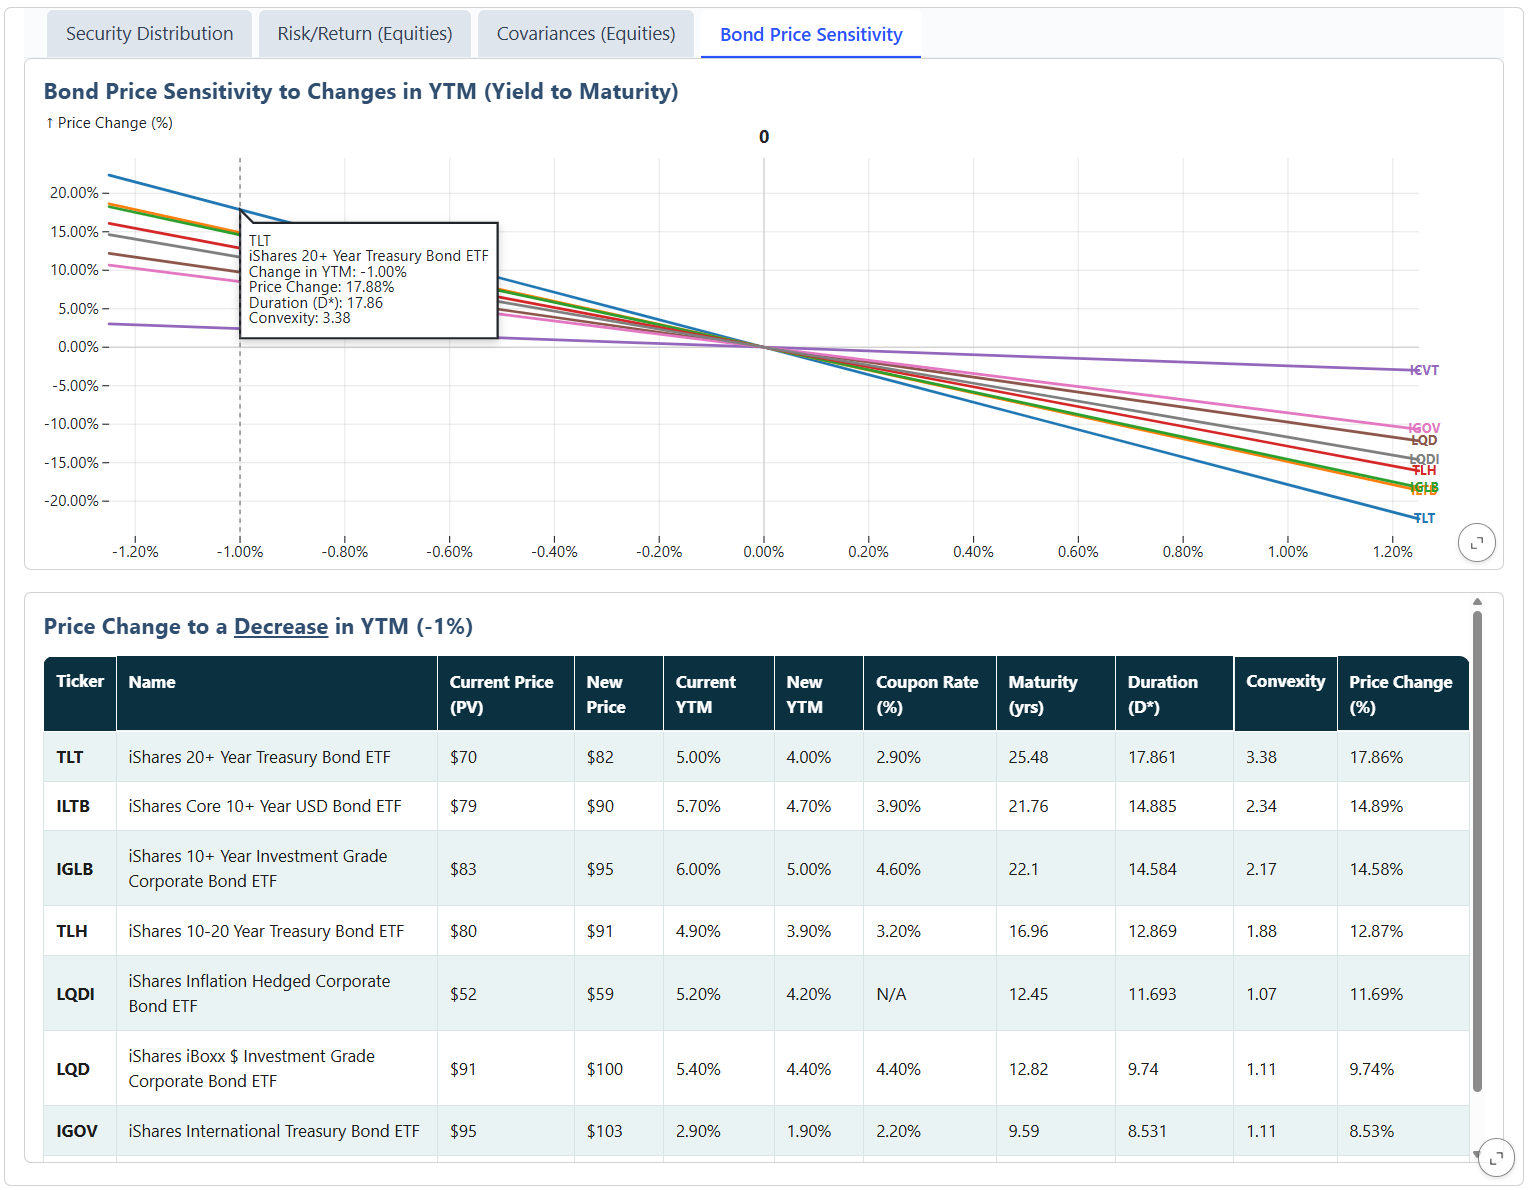 Security Distribution
Risk/Return (Equities)
Covariances (Equities)
Bond Price Sensitivity
Bond Price Sensitivity to Changes in YTM (Yield to Maturity)
↑ Price Change (%)
0
20.00%
15.00%
10.00%
5.00%
0.00%
-5.00%
-10.00%
-15.00%
-20.00%
TLT
iShares 20+ Year Treasury Bond ETF
Change in YTM: -1.00%
Price Change: 17.88%
Duration (D*): 17.86
Convexity: 3.38
ICVT
IGOV
LQD
LQDI
TLH
IGLB
ILTB
TLT
-1.20%
-1.00%
-0.80%
-0.60%
-0.40%
-0.20%
0.00%
0.20%
0.40%
0.60%
0.80%
1.00%
1.20%
Price Change to a Decrease in YTM (-1%)
Ticker Name Current Price (PV) New Price Current YTM New YTM Coupon Rate (%) Maturity (yrs) Duration (D*) Convexity Price Change (%)
TLT iShares 20+ Year Treasury Bond ETF $70 $82 5.00% 4.00% 2.90% 25.48 17.861 3.38 17.86%
ILTB iShares Core 10+ Year USD Bond ETF $79 $90 5.70% 4.70% 3.90% 21.76 14.885 2.34 14.89%
IGLB iShares 10+ Year Investment Grade Corporate Bond ETF $83 $95 6.00% 5.00% 4.60% 22.1 14.584 2.17 14.58%
TLH iShares 10-20 Year Treasury Bond ETF $80 $91 4.90% 3.90% 3.20% 16.96 12.869 1.88 12.87%
LQDI iShares Inflation Hedged Corporate Bond ETF $52 $59 5.20% 4.20% N/A 12.45 11.693 1.07 11.69%
LQD iShares iBoxx $ Investment Grade Corporate Bond ETF $91 $100 5.40% 4.40% 4.40% 12.82 9.74 1.11 9.74%
IGOV iShares International Treasury Bond ETF $95 $103 2.90% 1.90% 2.20% 9.59 8.531 1.11 8.53%